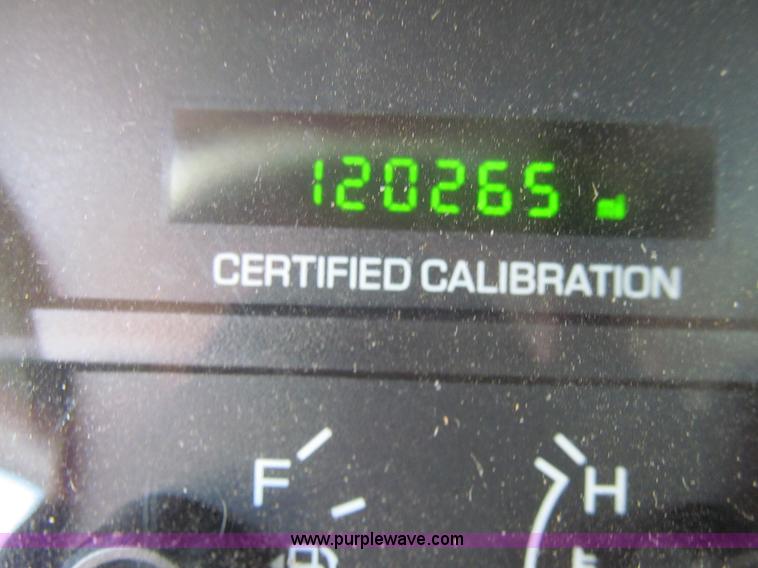 120265
CERTIFIED CALIBRATION
F H
www.purplewave.com